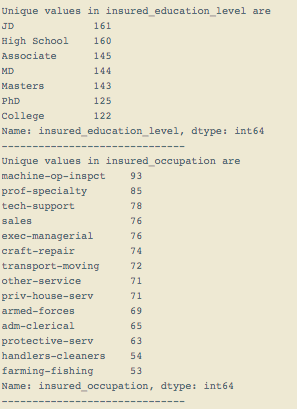 Unique values in insured_education_level are
JD             161
High School    160
Associate      145
MD             144
Masters        143
PhD            125
College        122
Name: insured_education_level, dtype: int64
------------------------------
Unique values in insured_occupation are
machine-op-inspct    93
prof-specialty       85
tech-support         78
sales                76
exec-managerial      76
craft-repair         74
transport-moving     72
other-service        71
priv-house-serv      71
armed-forces         69
adm-clerical         65
protective-serv      63
handlers-cleaners    54
farming-fishing      53
Name: insured_occupation, dtype: int64
------------------------------